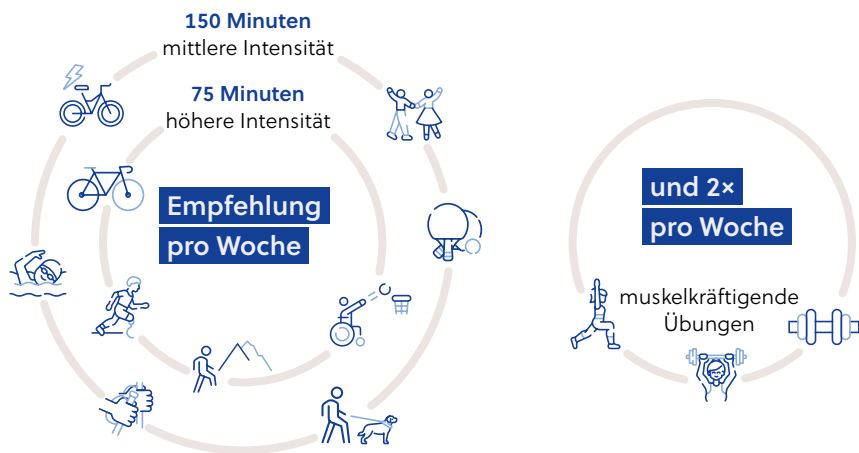 150 Minuten
mittlere Intensität
75 Minuten
höhere Intensität
Empfehlung
pro Woche
und 2×
pro Woche
muskelkräftigende
Übungen